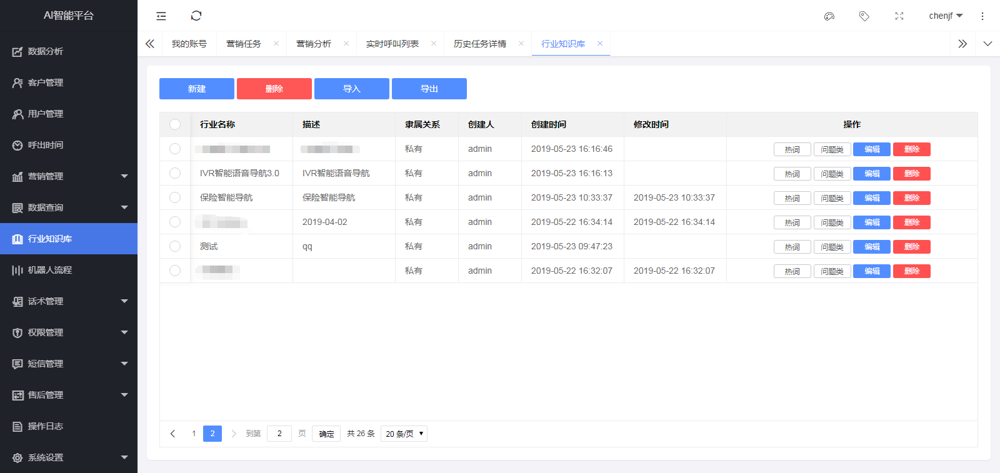 AI智能平台
chenjf
我的账号 营销任务 × 营销分析 × 实时呼叫列表 × 历史任务详情 × 行业知识库 ×
数据分析
客户管理
用户管理
呼出时间
营销管理
数据查询
行业知识库
机器人流程
话术管理
权限管理
短信管理
售后管理
操作日志
系统设置
新建 删除 导入 导出
行业名称 描述 隶属关系 创建人 创建时间 修改时间 操作
私有 admin 2019-05-23 16:16:46 热词 问题类 编辑 删除
IVR智能语音导航3.0 IVR智能语音导航 私有 admin 2019-05-23 16:16:13 热词 问题类 编辑 删除
保险智能导航 保险智能导航 私有 admin 2019-05-23 10:33:37 2019-05-23 10:33:37 热词 问题类 编辑 删除
2019-04-02 私有 admin 2019-05-22 16:34:14 2019-05-22 16:34:14 热词 问题类 编辑 删除
测试 qq 私有 admin 2019-05-23 09:47:23 热词 问题类 编辑 删除
私有 admin 2019-05-22 16:32:07 2019-05-22 16:32:07 热词 问题类 编辑 删除
1 2 到第 2 页 确定 共 26 条 20 条/页